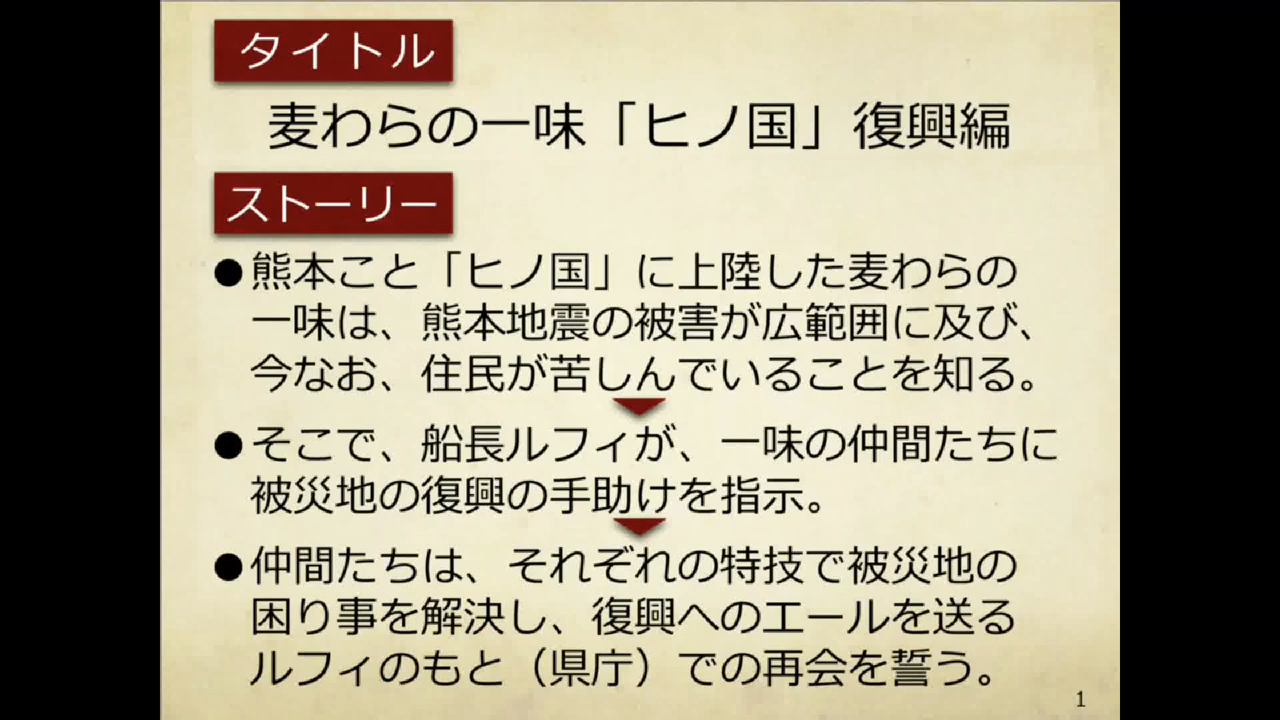 タイトル
麦わらの一味「ヒノ国」復興編
ストーリー
●熊本こと「ヒノ国」に上陸した麦わらの
一味は、熊本地震の被害が広範囲に及び、
今なお、住民が苦しんでいることを知る。
●そこで、船長ルフィが、一味の仲間たちに
被災地の復興の手助けを指示。
●仲間たちは、それぞれの特技で被災地の
困り事を解決し、復興へのエールを送る
ルフィのもと（県庁）での再会を誓う。
1